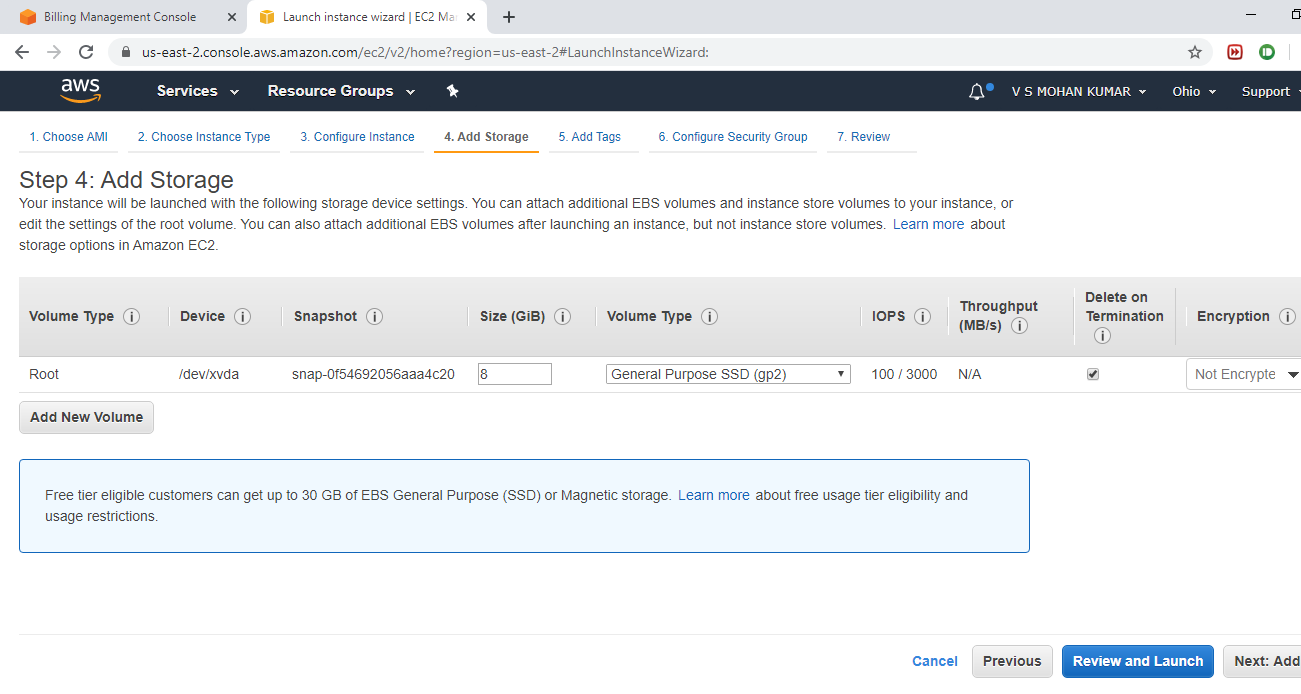 Billing Management Console
Launch instance wizard | EC2 Mar
us-east-2.console.aws.amazon.com/ec2/v2/home?region=us-east-2#LaunchInstanceWizard:
aws Services Resource Groups V S MOHAN KUMAR Ohio Support
1. Choose AMI 2. Choose Instance Type 3. Configure Instance 4. Add Storage 5. Add Tags 6. Configure Security Group 7. Review
Step 4: Add Storage
Your instance will be launched with the following storage device settings. You can attach additional EBS volumes and instance store volumes to your instance, or
edit the settings of the root volume. You can also attach additional EBS volumes after launching an instance, but not instance store volumes. Learn more about
storage options in Amazon EC2.
Volume Type i Device i Snapshot i Size (GiB) i Volume Type i IOPS i Throughput (MB/s) i Delete on Termination i Encryption i
Root /dev/xvda snap-0f54692056aaa4c20 8 General Purpose SSD (gp2) 100 / 3000 N/A Not Encrypte
Add New Volume
Free tier eligible customers can get up to 30 GB of EBS General Purpose (SSD) or Magnetic storage. Learn more about free usage tier eligibility and
usage restrictions.
Cancel Previous Review and Launch Next: Add